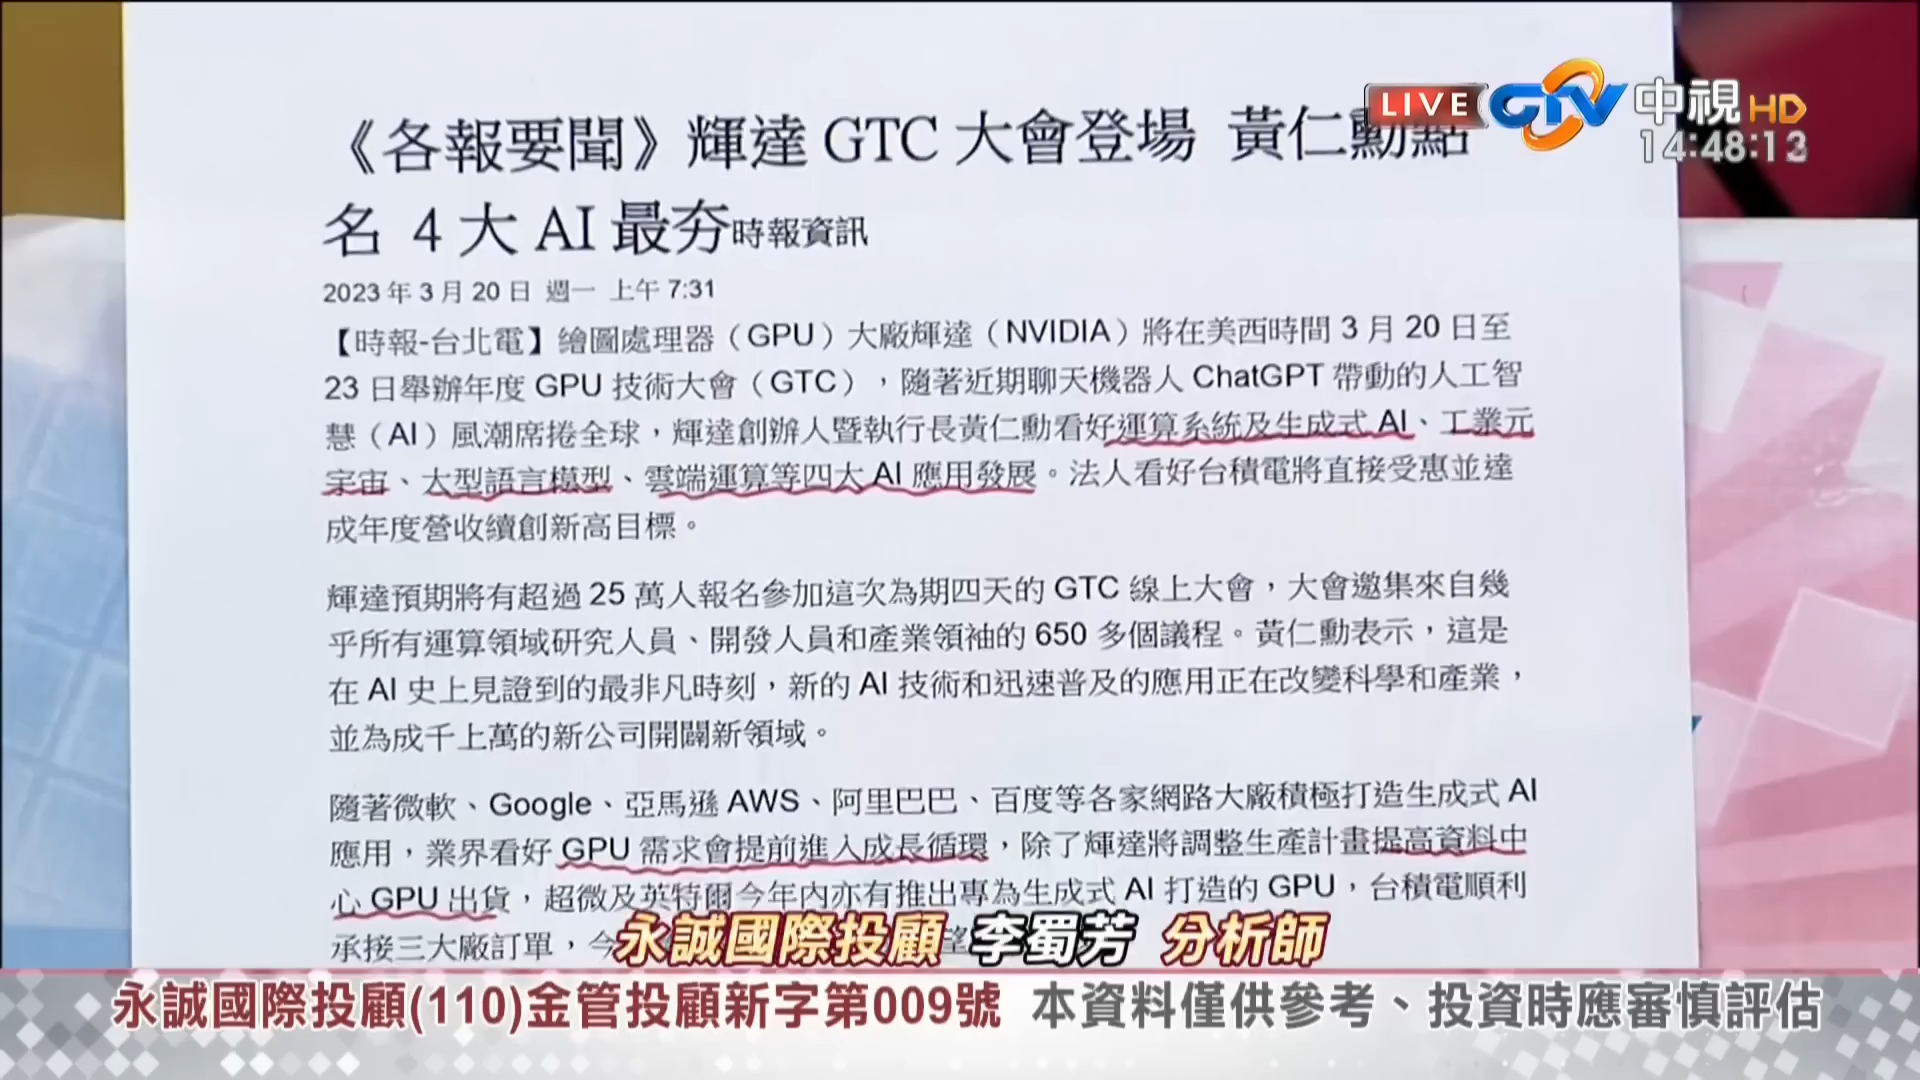 LIVE CTV 中視 HD
14:48:13
《各報要聞》輝達 GTC 大會登場 黃仁勳點
名 4 大 AI 最夯時報資訊
2023 年 3 月 20 日 週一 上午 7:31
【時報-台北電】繪圖處理器（GPU）大廠輝達（NVIDIA）將在美西時間 3 月 20 日至
23 日舉辦年度 GPU 技術大會（GTC），隨著近期聊天機器人 ChatGPT 帶動的人工智
慧（AI）風潮席捲全球，輝達創辦人暨執行長黃仁勳看好運算系統及生成式 AI、工業元
宇宙、大型語言模型、雲端運算等四大 AI 應用發展。法人看好台積電將直接受惠並達
成年度營收續創新高目標。
輝達預期將有超過 25 萬人報名參加這次為期四天的 GTC 線上大會，大會邀集來自幾
乎所有運算領域研究人員、開發人員和產業領袖的 650 多個議程。黃仁勳表示，這是
在 AI 史上見證到的最非凡時刻，新的 AI 技術和迅速普及的應用正在改變科學和產業，
並為成千上萬的新公司開闢新領域。
隨著微軟、Google、亞馬遜 AWS、阿里巴巴、百度等各家網路大廠積極打造生成式 AI
應用，業界看好 GPU 需求會提前進入成長循環，除了輝達將調整生產計畫提高資料中
心 GPU 出貨，超微及英特爾今年內亦有推出專為生成式 AI 打造的 GPU，台積電順利
承接三大廠訂單，今
永誠國際投顧 李蜀芳 分析師
永誠國際投顧(110)金管投顧新字第009號 本資料僅供參考、投資時應審慎評估